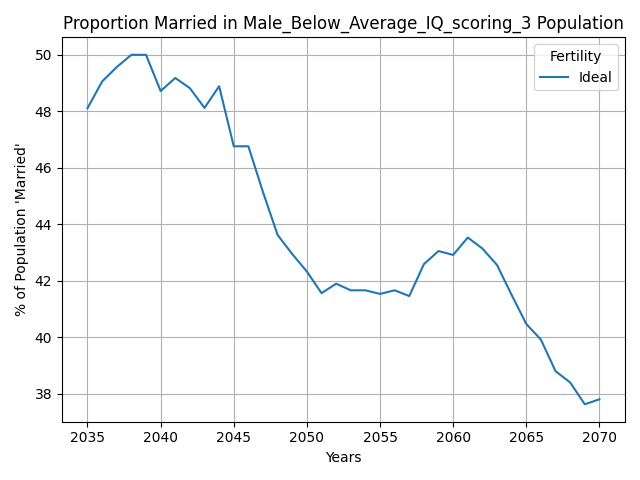 Proportion Married in Male_Below_Average_IQ_scoring_3 Population
Fertility
Ideal
% of Population 'Married'
50
48
46
44
42
40
38
2035 2040 2045 2050 2055 2060 2065 2070
Years